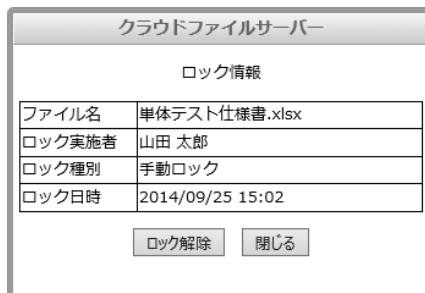 クラウドファイルサーバー
ロック情報
ファイル名 単体テスト仕様書.xlsx
ロック実施者 山田 太郎
ロック種別 手動ロック
ロック日時 2014/09/25 15:02
ロック解除 閉じる